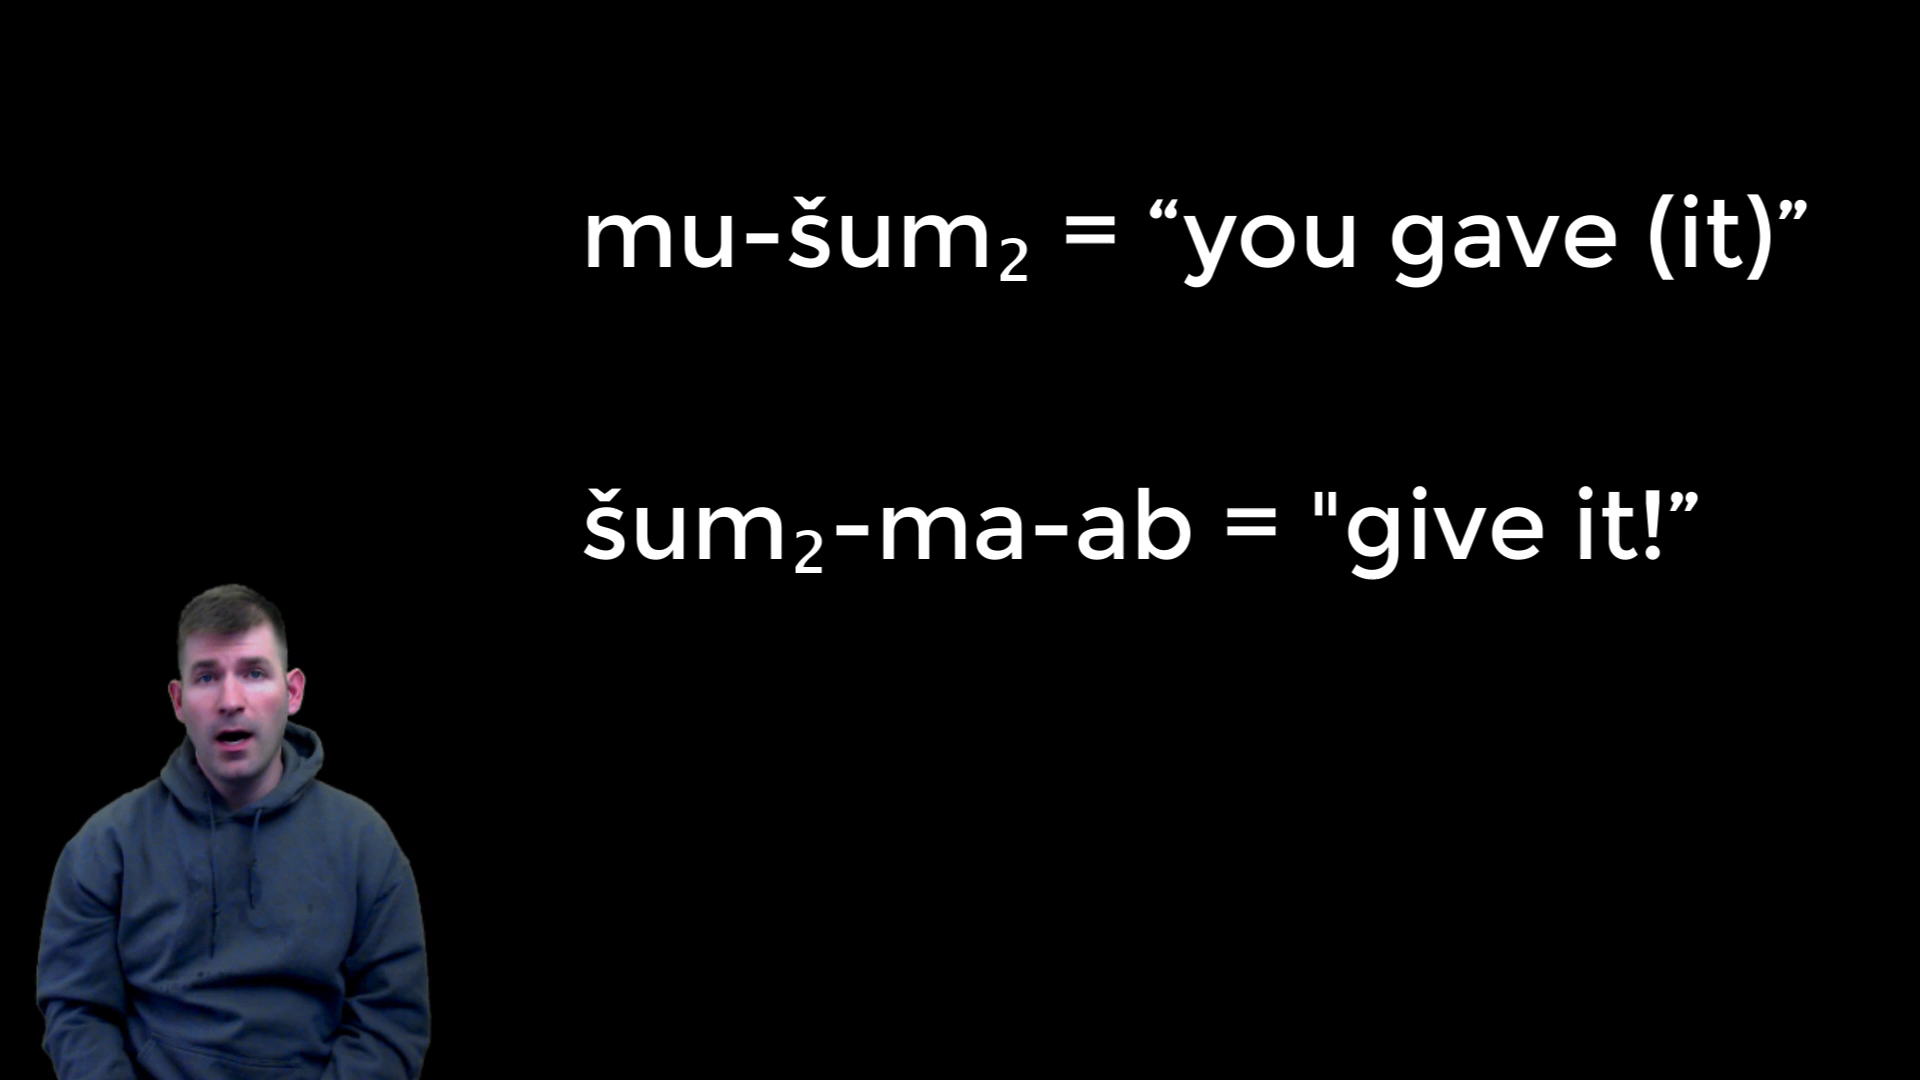 mu-šum₂ = “you gave (it)”
šum₂-ma-ab = "give it!”